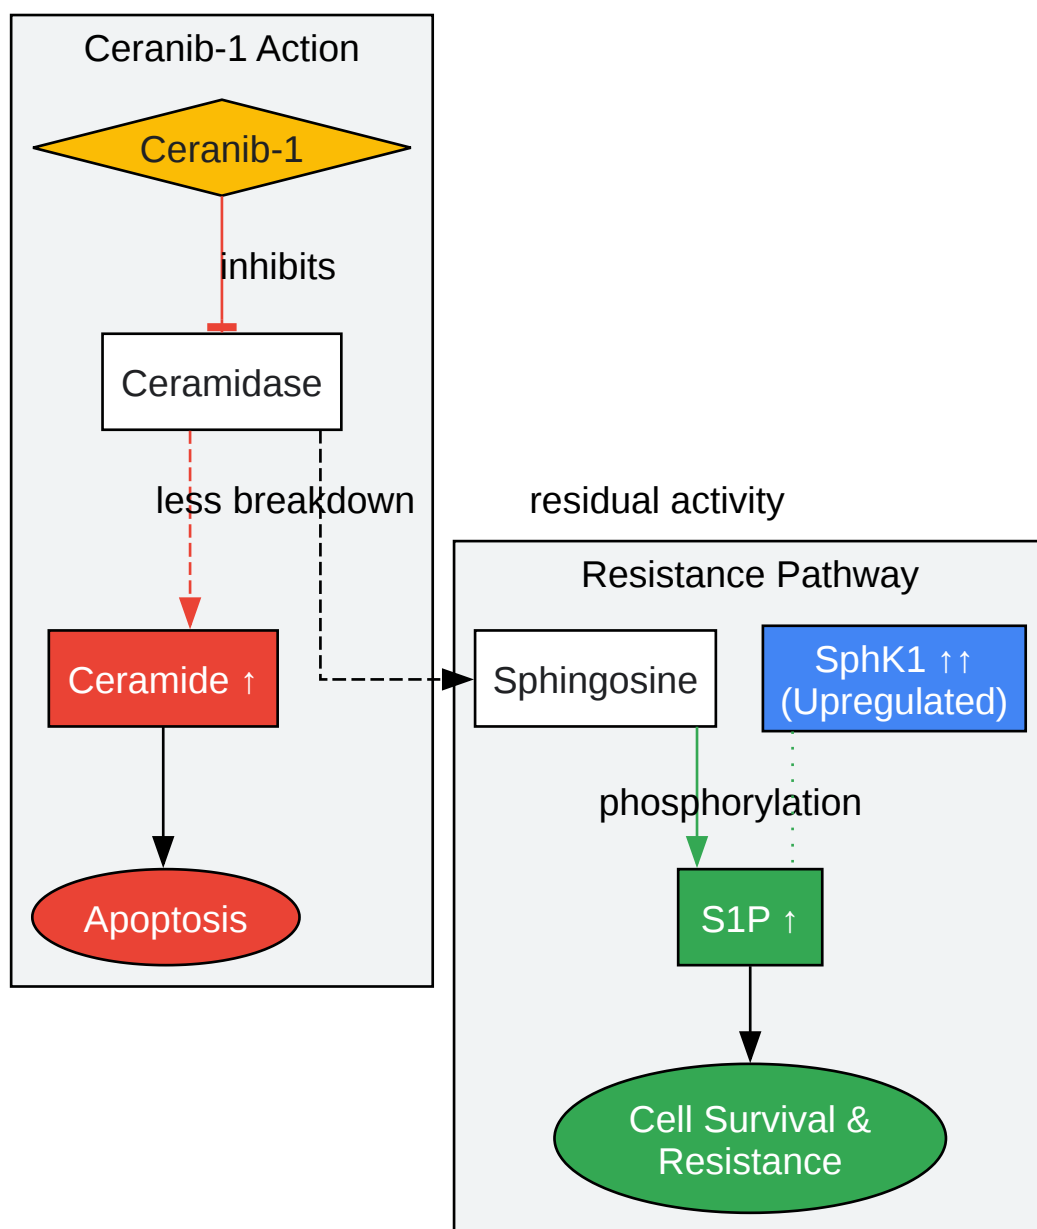 Ceranib-1 Action
Ceranib-1
inhibits
Ceramidase
less breakdown
residual activity
Resistance Pathway
Ceramide ↑
Sphingosine
SphK1 ↑↑
(Upregulated)
phosphorylation
Apoptosis
S1P ↑
Cell Survival &
Resistance